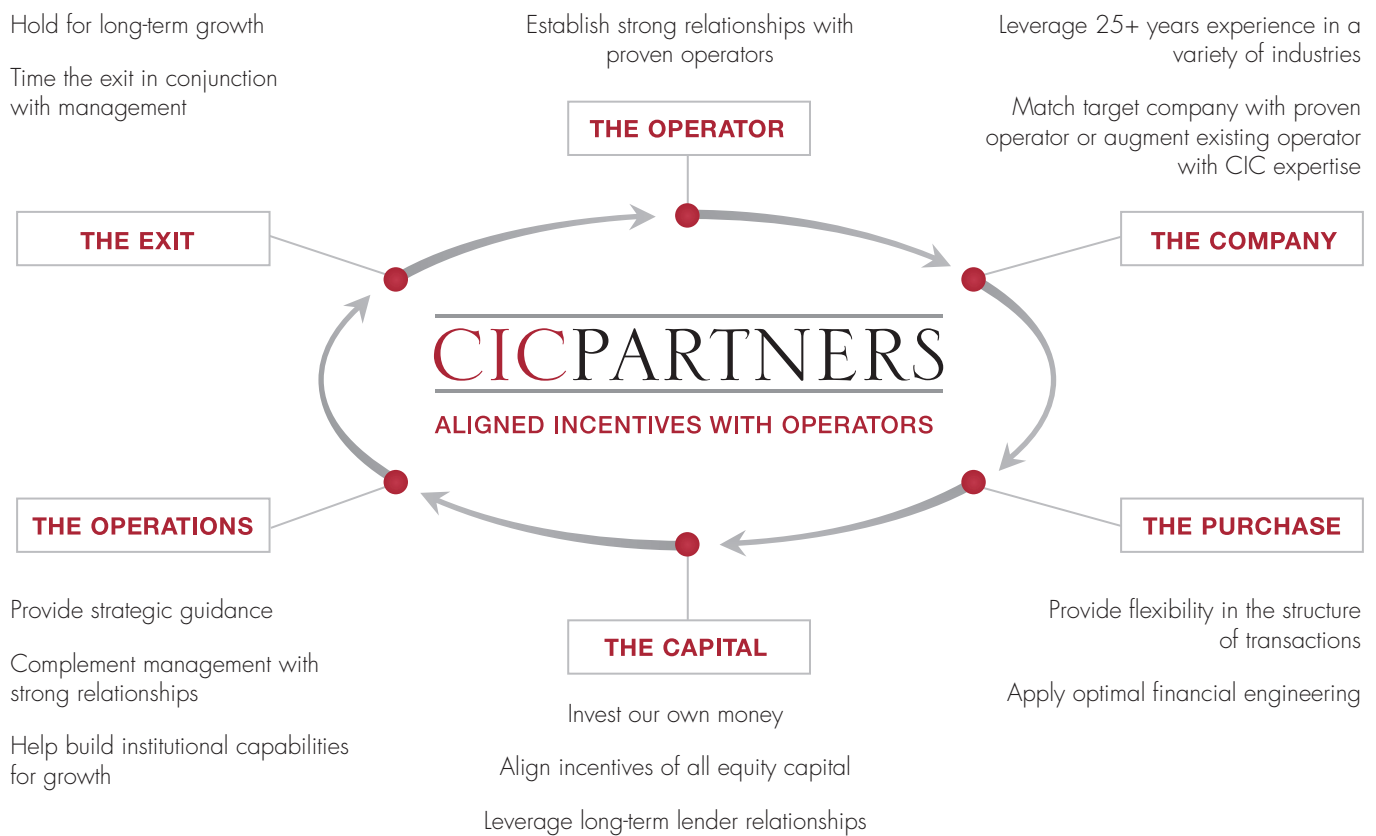 Hold for long-term growth
Time the exit in conjunction
with management
THE EXIT
Establish strong relationships with
proven operators
THE OPERATOR
Leverage 25+ years experience in a
variety of industries
Match target company with proven
operator or augment existing operator
with CIC expertise
THE COMPANY
CICPARTNERS
ALIGNED INCENTIVES WITH OPERATORS
THE OPERATIONS
Provide strategic guidance
Complement management with
strong relationships
Help build institutional capabilities
for growth
THE CAPITAL
Invest our own money
Align incentives of all equity capital
Leverage long-term lender relationships
THE PURCHASE
Provide flexibility in the structure
of transactions
Apply optimal financial engineering